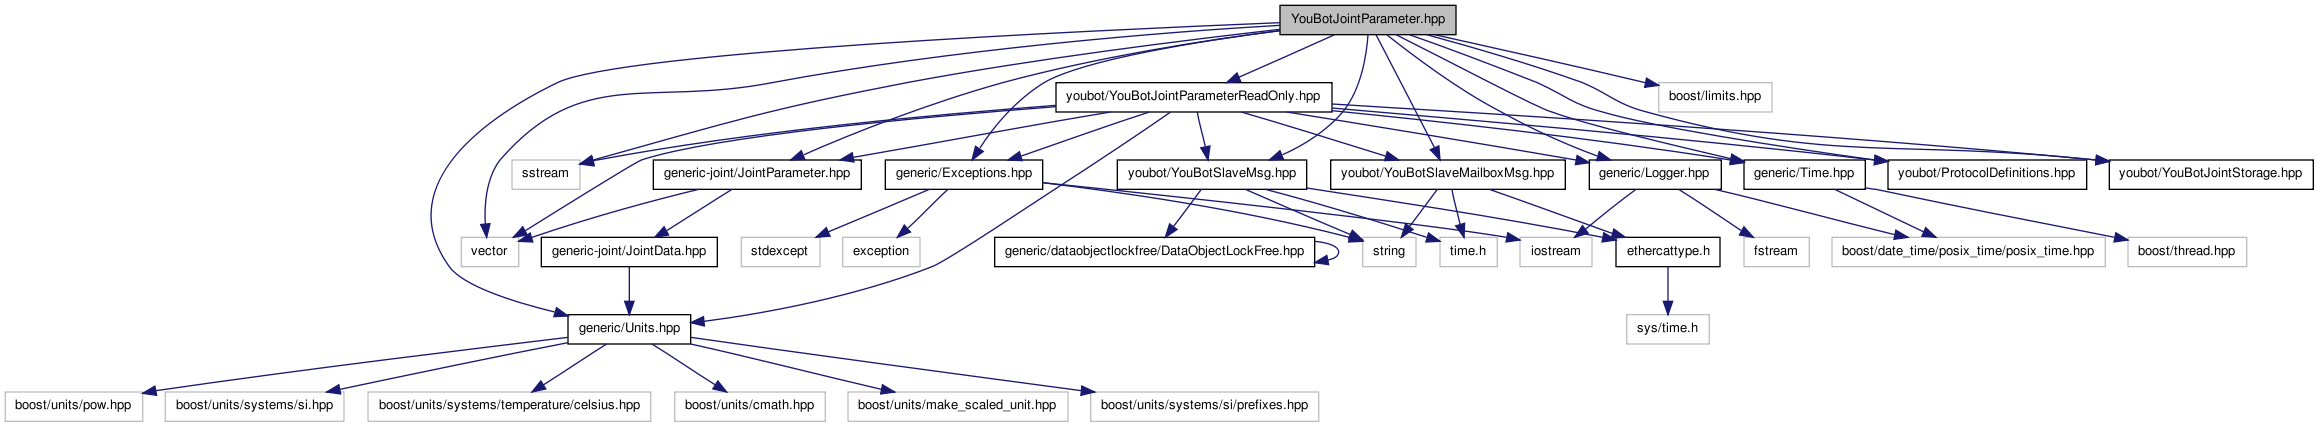 YouBotJointParameter.hpp
youbot/YouBotJointParameterReadOnly.hpp
boost/limits.hpp
sstream
generic-joint/JointParameter.hpp
generic/Exceptions.hpp
youbot/YouBotSlaveMsg.hpp
youbot/YouBotSlaveMailboxMsg.hpp
generic/Logger.hpp
generic/Time.hpp
youbot/ProtocolDefinitions.hpp
youbot/YouBotJointStorage.hpp
vector
generic-joint/JointData.hpp
stdexcept
exception
generic/dataobjectlockfree/DataObjectLockFree.hpp
string
time.h
iostream
ethercattype.h
fstream
boost/date_time/posix_time/posix_time.hpp
boost/thread.hpp
generic/Units.hpp
sys/time.h
boost/units/pow.hpp
boost/units/systems/si.hpp
boost/units/systems/temperature/celsius.hpp
boost/units/cmath.hpp
boost/units/make_scaled_unit.hpp
boost/units/systems/si/prefixes.hpp